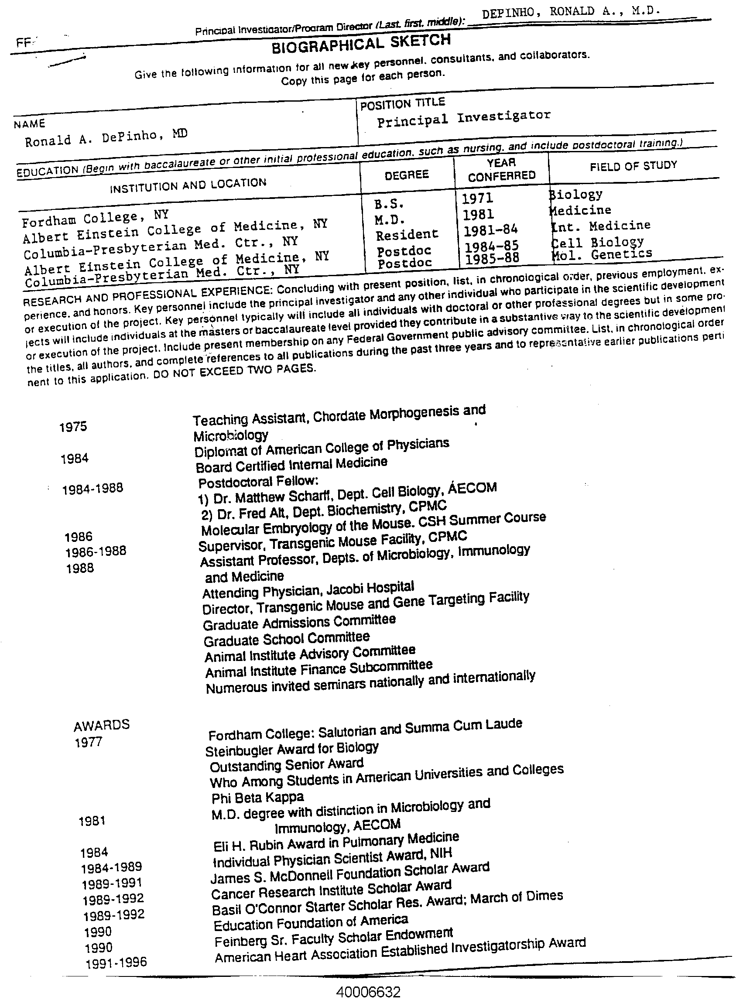 DEPINHO, RONALD A., M.D.
FF
Principal Investigator/Program Director (Last, first, middle):
BIOGRAPHICAL SKETCH
Give the following information for all new key personnel, consultants, and collaborators.
Copy this page for each person.
NAME
POSITION TITLE
Ronald A. DePinho, MD
Principal Investigator
EDUCATION (Begin with baccalaureate or other initial professional education, such as nursing, and include postdoctoral training.)
INSTITUTION AND LOCATION DEGREE YEAR CONFERRED FIELD OF STUDY
Fordham College, NY B.S. 1971 Biology
Albert Einstein College of Medicine, NY M.D. 1981 Medicine
Columbia-Presbyterian Med. Ctr., NY Resident 1981-84 Int. Medicine
Albert Einstein College of Medicine, NY Postdoc 1984-85 Cell Biology
Columbia-Presbyterian Med. Ctr., NY Postdoc 1985-88 Mol. Genetics
RESEARCH AND PROFESSIONAL EXPERIENCE: Concluding with present position, list, in chronological order, previous employment, ex-
perience, and honors. Key personnel include the principal investigator and any other individual who participate in the scientific development
or execution of the project. Key personnel typically will include all individuals with doctoral or other professional degrees but in some pro
jects will include individuals at the masters or baccalaureate level provided they contribute in a substantive way to the scientific development
or execution of the project. Include present membership on any Federal Government public advisory committee. List, in chronological order
the titles, all authors, and complete references to all publications during the past three years and to representative earlier publications perti
nent to this application. DO NOT EXCEED TWO PAGES.
1975 Teaching Assistant, Chordate Morphogenesis and
Microbiology
1984 Diplomat of American College of Physicians
Board Certified Internal Medicine
1984-1988 Postdoctoral Fellow:
1) Dr. Matthew Scharff, Dept. Cell Biology, AECOM
2) Dr. Fred Alt, Dept. Biochemistry, CPMC
1986 Molecular Embryology of the Mouse. CSH Summer Course
1986-1988 Supervisor, Transgenic Mouse Facility, CPMC
1988 Assistant Professor, Depts. of Microbiology, Immunology
and Medicine
Attending Physician, Jacobi Hospital
Director, Transgenic Mouse and Gene Targeting Facility
Graduate Admissions Committee
Graduate School Committee
Animal Institute Advisory Committee
Animal Institute Finance Subcommittee
Numerous invited seminars nationally and internationally
AWARDS
1977 Fordham College: Salutorian and Summa Cum Laude
Steinbugler Award for Biology
Outstanding Senior Award
Who Among Students in American Universities and Colleges
Phi Beta Kappa
1981 M.D. degree with distinction in Microbiology and
Immunology, AECOM
1984 Eli H. Rubin Award in Pulmonary Medicine
1984-1989 Individual Physician Scientist Award, NIH
1989-1991 James S. McDonnell Foundation Scholar Award
1989-1992 Cancer Research Institute Scholar Award
1989-1992 Basil O'Connor Starter Scholar Res. Award; March of Dimes
1990 Education Foundation of America
1990 Feinberg Sr. Faculty Scholar Endowment
1991-1996 American Heart Association Established Investigatorship Award
40006632